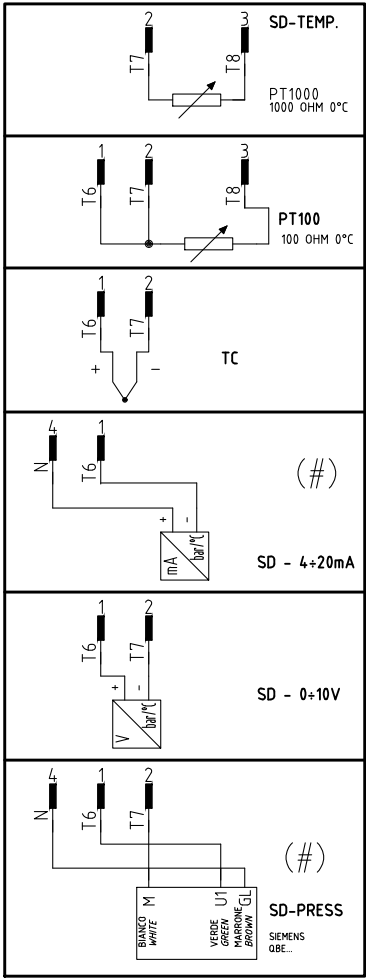 2 3 SD-TEMP.
T7 T8
PT1000
1000 OHM 0°C
1 2 3
T6 T7 T8
PT100
100 OHM 0°C
1 2
T6 T7
+ -
TC
4 1
N T6
(#)
+ -
mA bar/°C
SD - 4÷20mA
1 2
T6 T7
+ -
V bar/°C
SD - 0÷10V
4 1 2
N T6 T7
(#)
M U1 GL
BIANCO VERDE MARRONE
WHITE GREEN BROWN
SD-PRESS
SIEMENS
QBE...